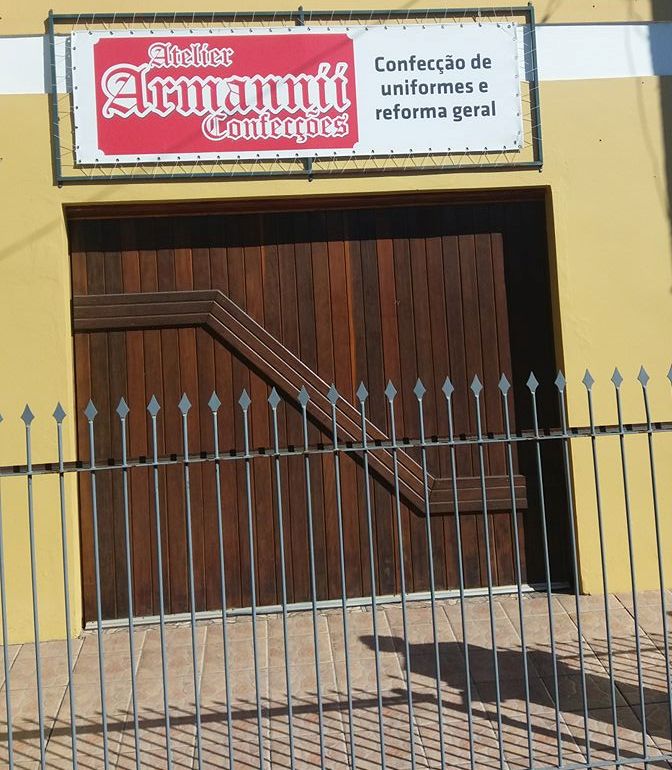 Atelier
Armannii
Confecções
Confecção de
uniformes e
reforma geral